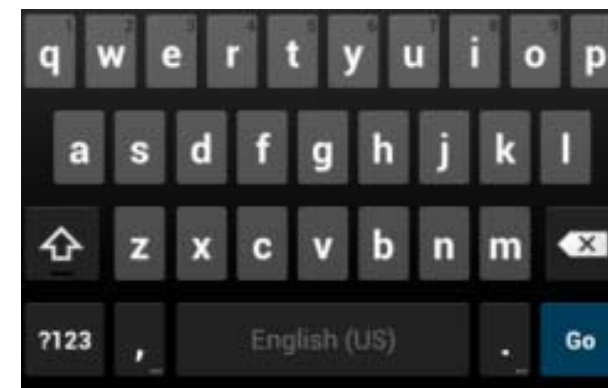 q w e r t y u i o p
a s d f g h j k l
z x c v b n m
?123 , English (US) . Go